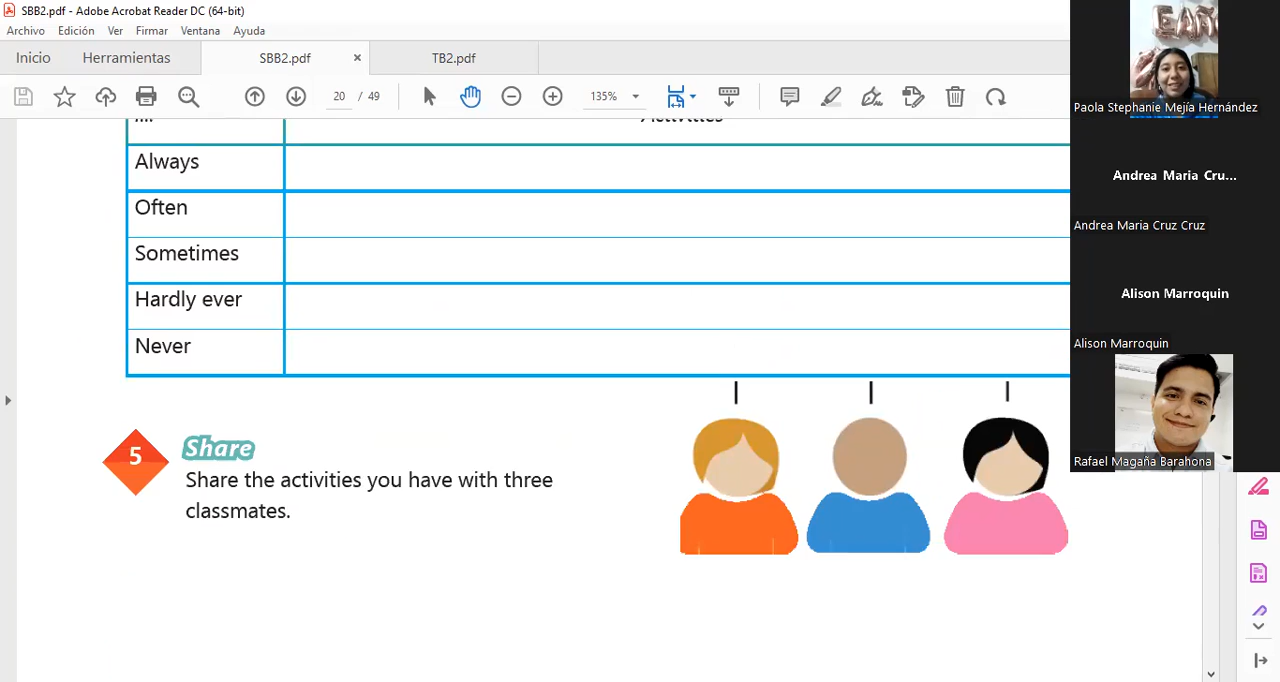 SBB2.pdf - Adobe Acrobat Reader DC (64-bit)
Archivo Edición Ver Firmar Ventana Ayuda
Inicio Herramientas SBB2.pdf × TB2.pdf
20 / 49 135%
Activities
Always
Often
Sometimes
Hardly ever
Never
5 Share
Share the activities you have with three
classmates.
Paola Stephanie Mejía Hernández
Andrea Maria Cru...
Andrea Maria Cruz Cruz
Alison Marroquin
Alison Marroquin
Rafael Magaña Barahona